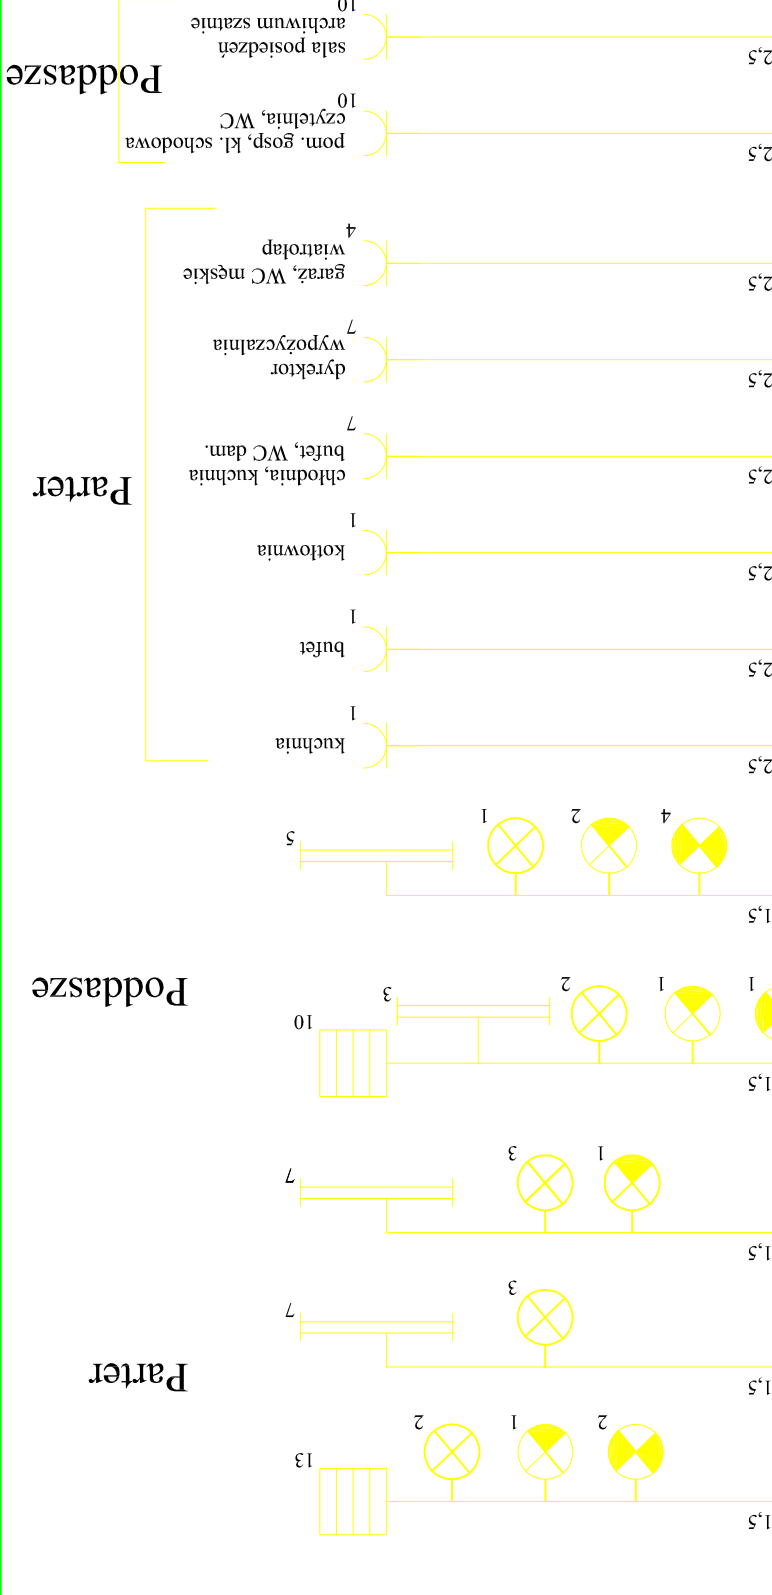 1,5
13
2 1 2
1,5
Parter
7
3
1,5
7
1 3
1,5
10
3
Poddasze
1 1 2
1,5
5
4 2 1
2,5
kuchnia
1
2,5
bufet
1
2,5
kotłownia
1
Parter
2,5
chłodnia, kuchnia
bufet, WC dam.
7
2,5
dyrektor
wypożyczalnia
7
2,5
garaż, WC męskie
wiatrołap
4
2,5
pom. gosp, kl. schodowa
czytelnia, WC
10
Poddasze
2,5
sala posiedzeń
archiwum szatnie
10